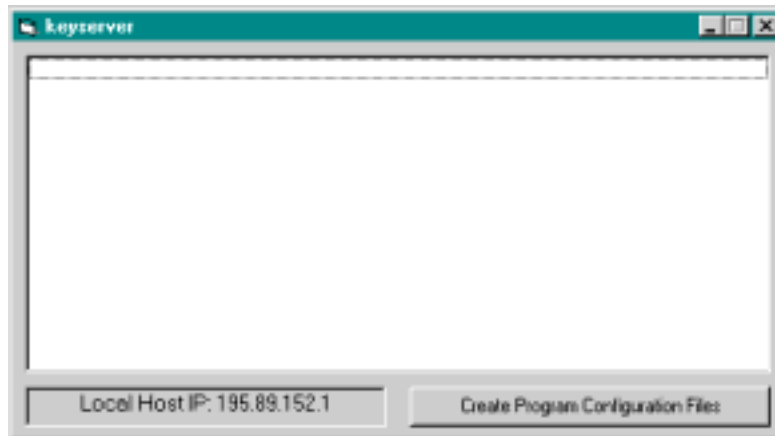 keyserver
Local Host IP: 195.89.152.1
Create Program Configuration Files